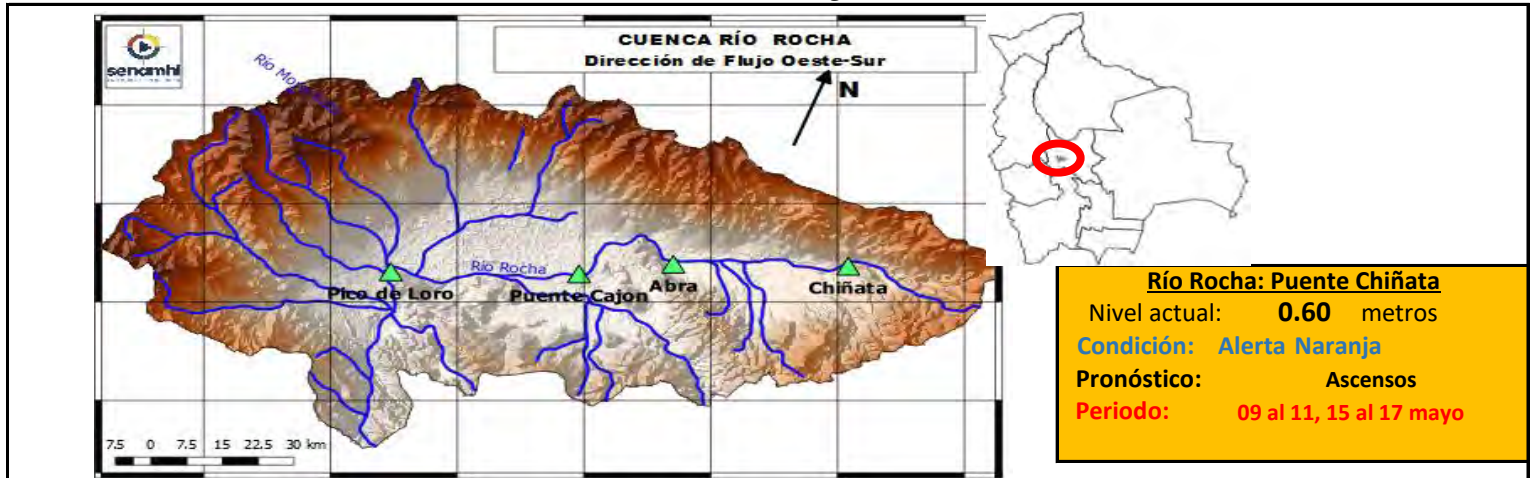 senamhi
CUENCA RÍO ROCHA
Dirección de Flujo Oeste-Sur
N
Río Rocha
Pico de Loro
Puente Cajon
Abra
Chiñata
7.5 0 7.5 15 22.5 30 km
Río Rocha: Puente Chiñata
Nivel actual: 0.60 metros
Condición: Alerta Naranja
Pronóstico: Ascensos
Periodo: 09 al 11, 15 al 17 mayo